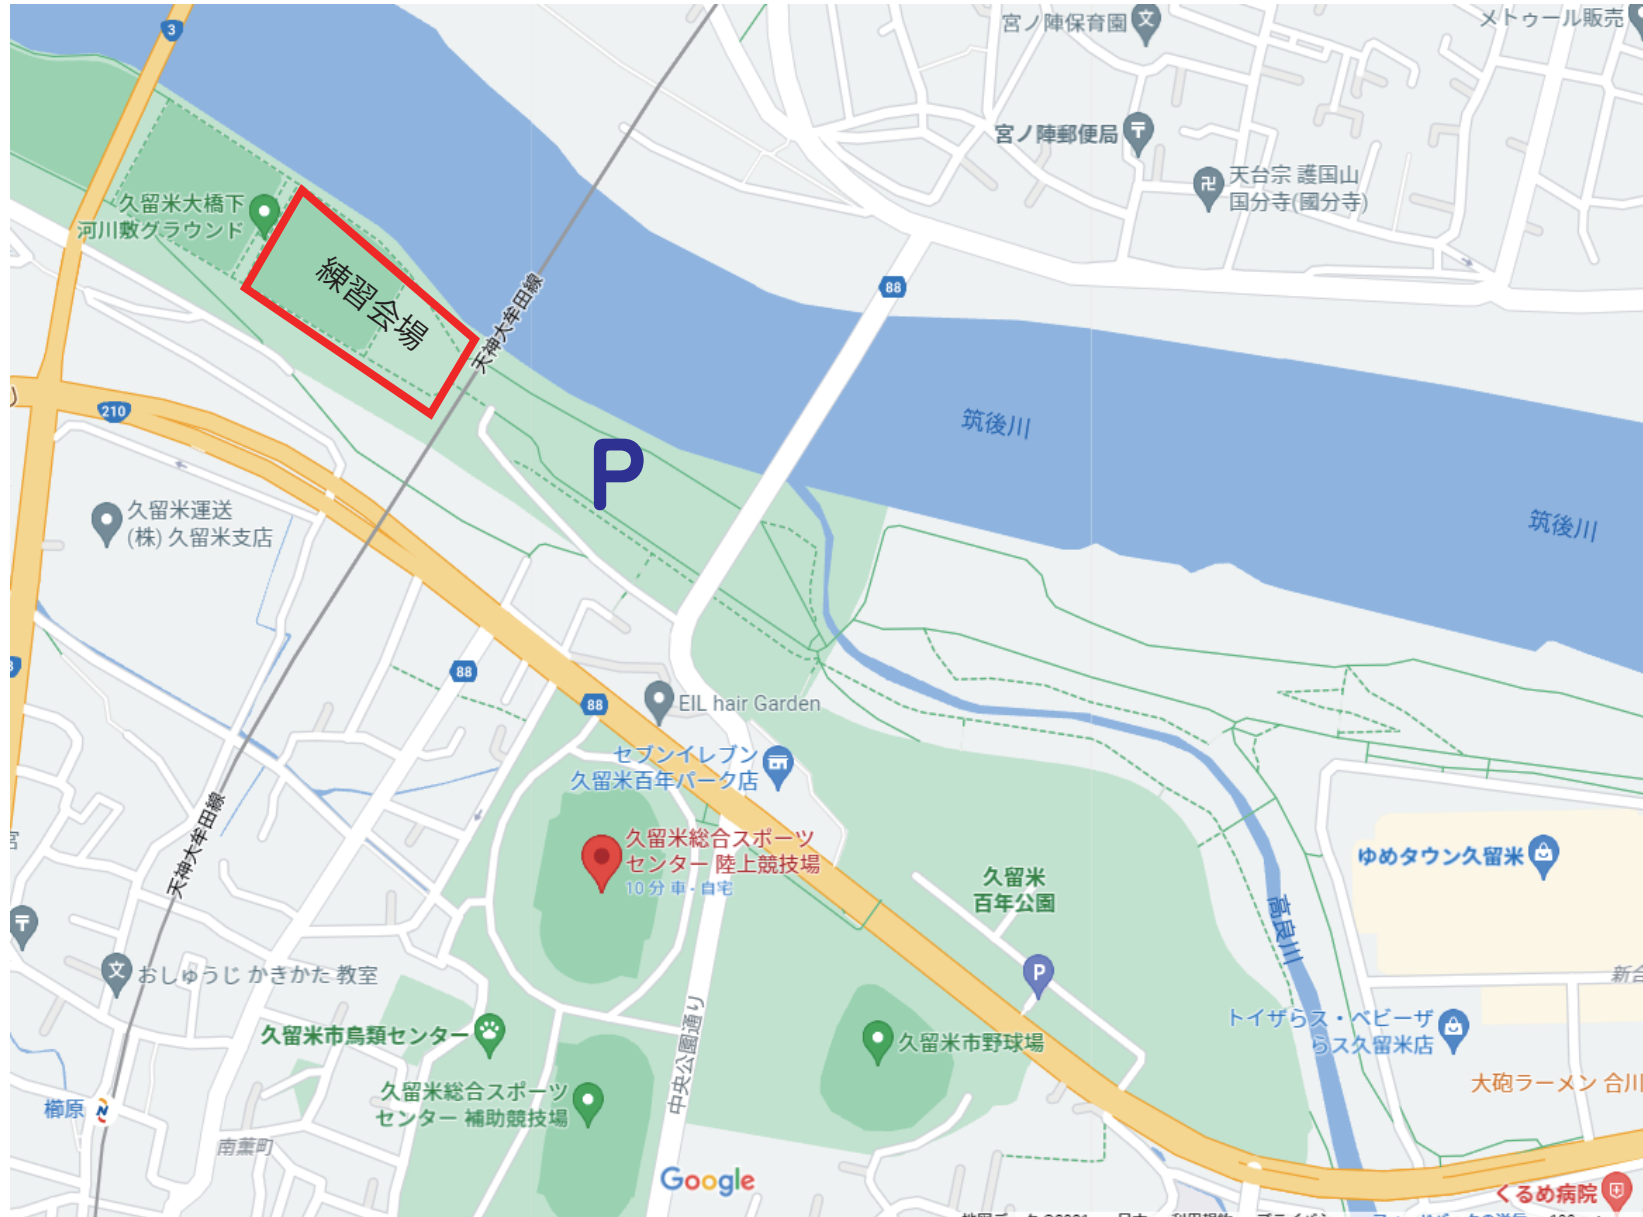 3
宮ノ陣保育園
メトゥール販売
宮ノ陣郵便局
天台宗 護国山
国分寺(國分寺)
久留米大橋下
河川敷グラウンド
練習会場
天神大牟田線
88
210
P
筑後川
筑後川
久留米運送
(株) 久留米支店
88
88
EIL hair Garden
セブンイレブン
久留米百年パーク店
天神大牟田線
久留米総合スポーツ
センター 陸上競技場
10 分 車 - 自宅
久留米
百年公園
P
ゆめタウン久留米
高良川
おしゅうじ かきかた 教室
新合
久留米市鳥類センター
中央公園通り
久留米市野球場
トイザらス・ベビーザ
らス久留米店
久留米総合スポーツ
センター 補助競技場
大砲ラーメン 合川
櫛原
南薫町
Google
くるめ病院